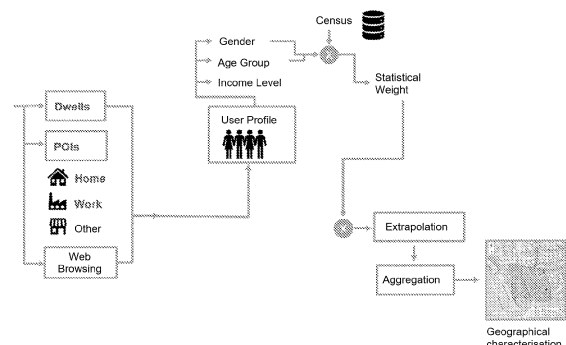 Census
Gender
Age Group
Income Level
Statistical
Weight
Dwells
User Profile
POIs
Home
Work
Other
Web
Browsing
Extrapolation
Aggregation
Geographical
characterisation